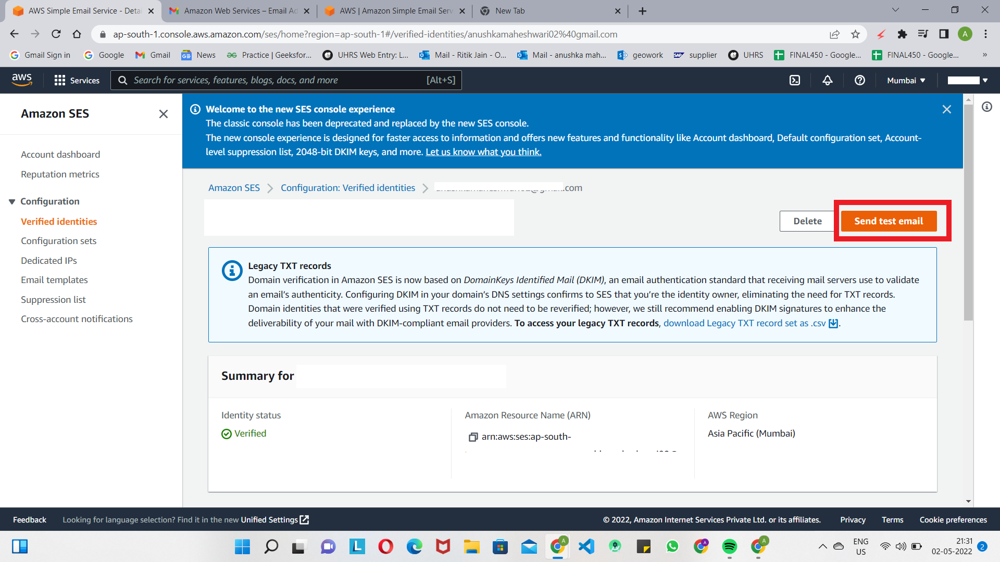 AWS Simple Email Service - Detai
Amazon Web Services – Email Ad
AWS | Amazon Simple Email Serv
New Tab
ap-south-1.console.aws.amazon.com/ses/home?region=ap-south-1#/verified-identities/anushkamaheshwari02%40gmail.com
A
Gmail Sign in
Google
Gmail
News
Practice | Geeksfor...
UHRS Web Entry: L...
Mail - Ritik Jain - O...
Mail - anushka mah...
geowork
supplier
UHRS
FINAL450 - Google...
FINAL450 - Google...
»
aws
Services
Search for services, features, blogs, docs, and more
[Alt+S]
Mumbai
Amazon SES
Account dashboard
Reputation metrics
Configuration
Verified identities
Configuration sets
Dedicated IPs
Email templates
Suppression list
Cross-account notifications
Welcome to the new SES console experience
The classic console has been deprecated and replaced by the new SES console.
The new console experience is designed for faster access to information and offers new features and functionality like Account dashboard, Default configuration set, Account-
level suppression list, 2048-bit DKIM keys, and more. Let us know what you think.
Amazon SES
Configuration: Verified identities
.com
Delete
Send test email
Legacy TXT records
Domain verification in Amazon SES is now based on DomainKeys Identified Mail (DKIM), an email authentication standard that receiving mail servers use to validate
an email’s authenticity. Configuring DKIM in your domain’s DNS settings confirms to SES that you’re the identity owner, eliminating the need for TXT records.
Domain identities that were verified using TXT records do not need to be reverified; however, we still recommend enabling DKIM signatures to enhance the
deliverability of your mail with DKIM-compliant email providers. To access your legacy TXT records, download Legacy TXT record set as .csv .
Summary for
Identity status
Verified
Amazon Resource Name (ARN)
arn:aws:ses:ap-south-
AWS Region
Asia Pacific (Mumbai)
Feedback
Looking for language selection? Find it in the new Unified Settings
© 2022, Amazon Internet Services Private Ltd. or its affiliates.
Privacy
Terms
Cookie preferences
ENG
US
21:31
02-05-2022
2